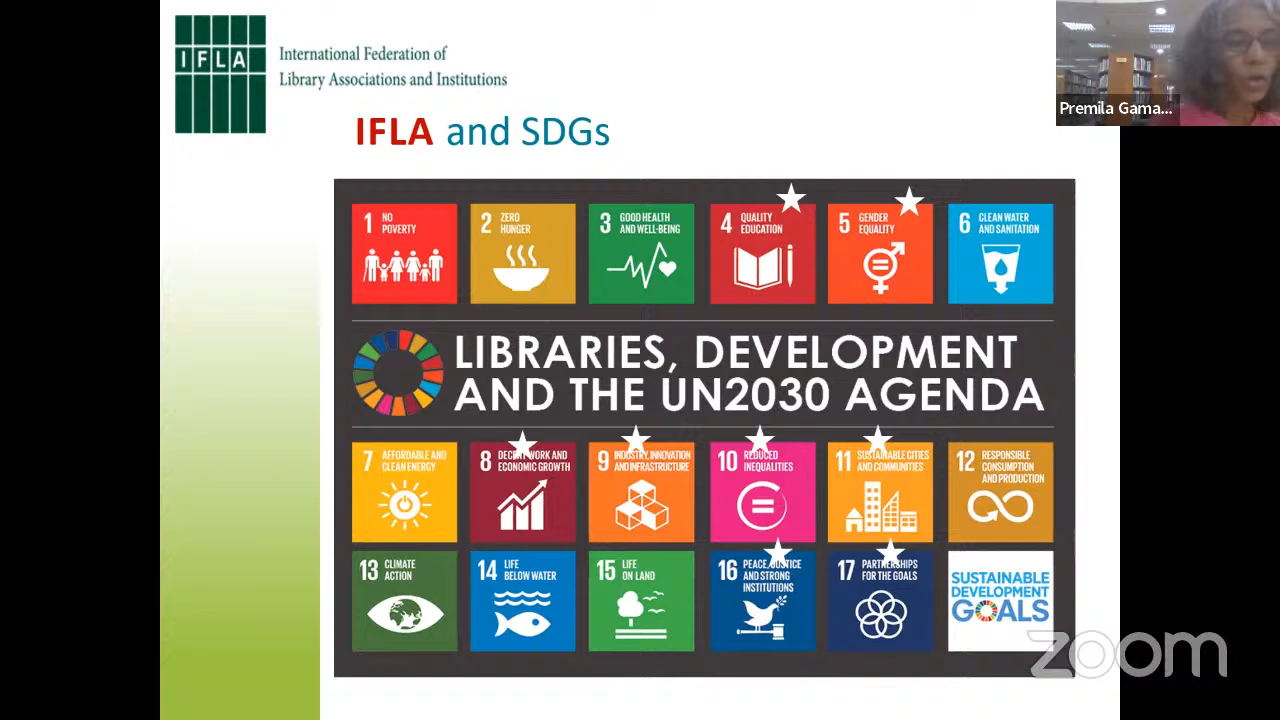 IFLA
International Federation of
Library Associations and Institutions
Premila Gama...
IFLA and SDGs
1 NO
POVERTY
2 ZERO
HUNGER
3 GOOD HEALTH
AND WELL-BEING
4 QUALITY
EDUCATION
5 GENDER
EQUALITY
6 CLEAN WATER
AND SANITATION
LIBRARIES, DEVELOPMENT
AND THE UN2030 AGENDA
7 AFFORDABLE AND
CLEAN ENERGY
8 DECENT WORK AND
ECONOMIC GROWTH
9 INDUSTRY, INNOVATION
AND INFRASTRUCTURE
10 REDUCED
INEQUALITIES
11 SUSTAINABLE CITIES
AND COMMUNITIES
12 RESPONSIBLE
CONSUMPTION
AND PRODUCTION
13 CLIMATE
ACTION
14 LIFE
BELOW WATER
15 LIFE
ON LAND
16 PEACE, JUSTICE
AND STRONG
INSTITUTIONS
17 PARTNERSHIPS
FOR THE GOALS
SUSTAINABLE
DEVELOPMENT
GOALS
zoom